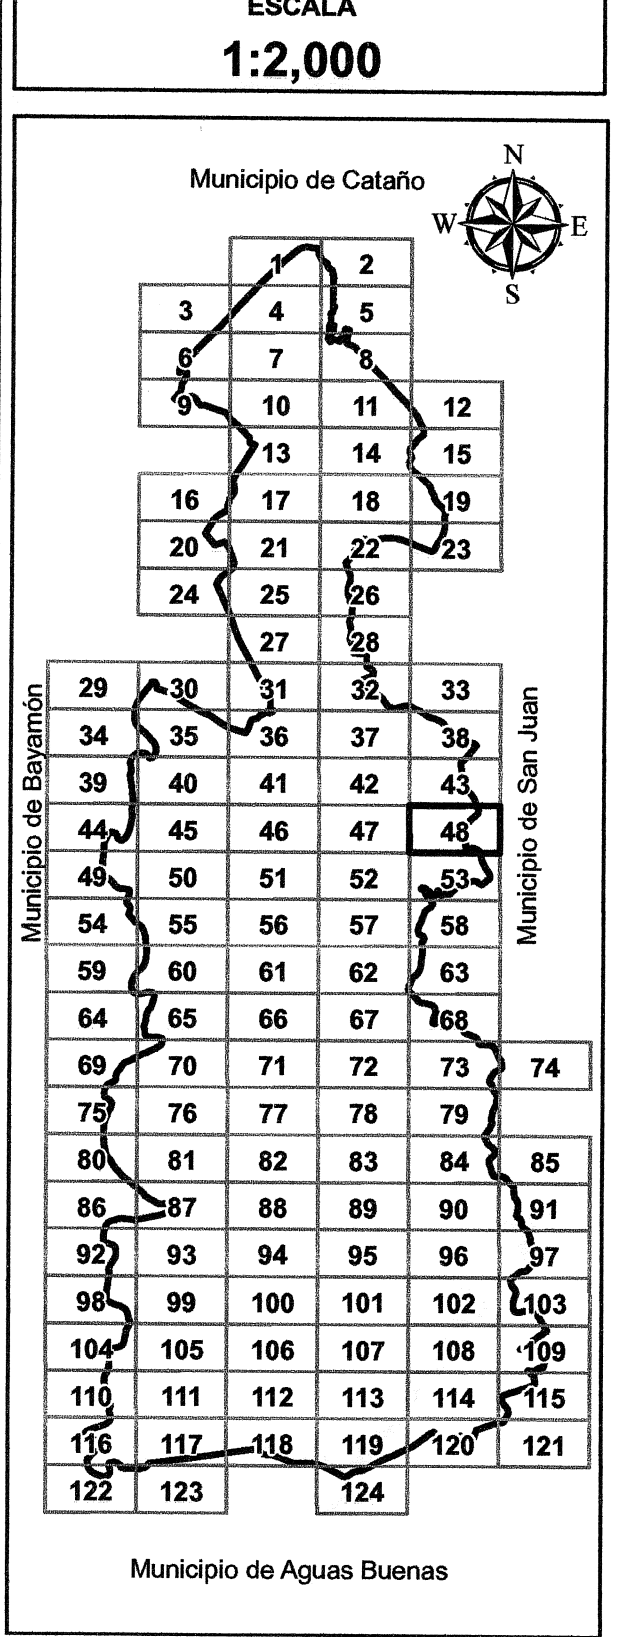 ESCALA
1:2,000
Municipio de Cataño
N
W E
S
1 2
3 4 5
6 7 8
9 10 11 12
13 14 15
16 17 18 19
20 21 22 23
24 25 26
27 28
29 30 31 32 33
34 35 36 37 38
39 40 41 42 43
44 45 46 47 48
49 50 51 52 53
54 55 56 57 58
59 60 61 62 63
64 65 66 67 68
69 70 71 72 73 74
75 76 77 78 79
80 81 82 83 84 85
86 87 88 89 90 91
92 93 94 95 96 97
98 99 100 101 102 103
104 105 106 107 108 109
110 111 112 113 114 115
116 117 118 119 120 121
122 123 124
Municipio de Bayamón
Municipio de San Juan
Municipio de Aguas Buenas